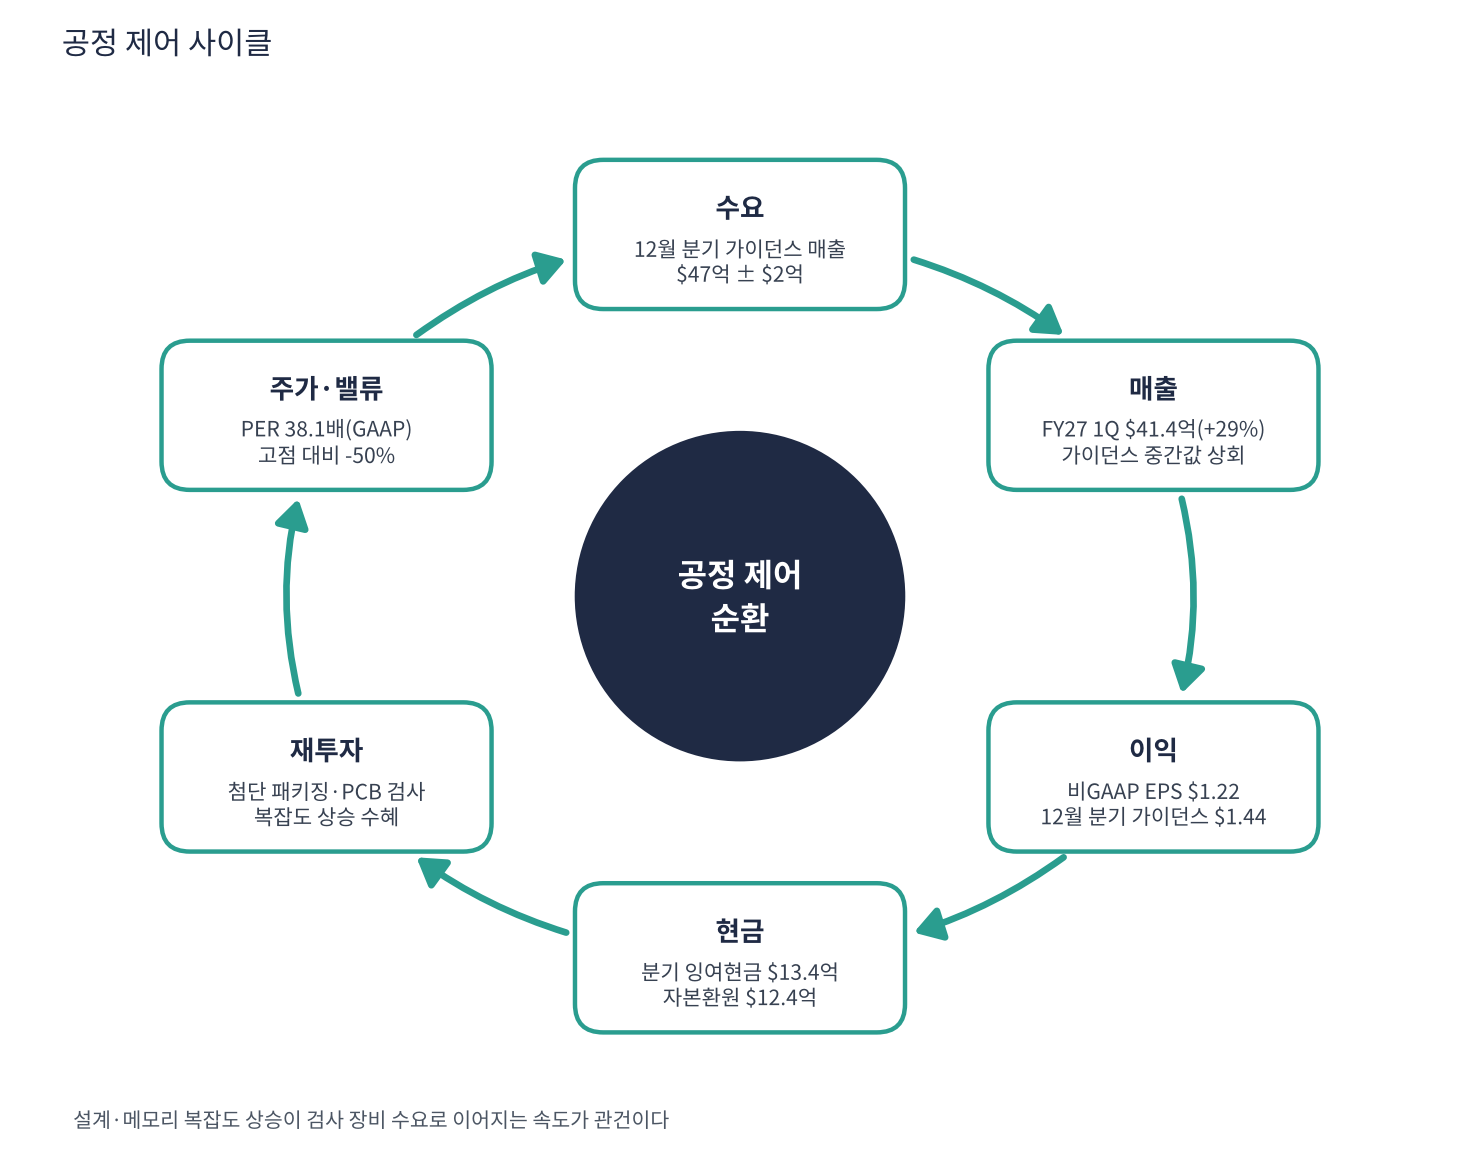 공정 제어 사이클
수요
12월 분기 가이던스 매출
$47억 ± $2억
주가·밸류
PER 38.1배(GAAP)
고점 대비 -50%
매출
FY27 1Q $41.4억(+29%)
가이던스 중간값 상회
공정 제어
순환
재투자
첨단 패키징·PCB 검사
복잡도 상승 수혜
이익
비GAAP EPS $1.22
12월 분기 가이던스 $1.44
현금
분기 잉여현금 $13.4억
자본환원 $12.4억
설계·메모리 복잡도 상승이 검사 장비 수요로 이어지는 속도가 관건이다